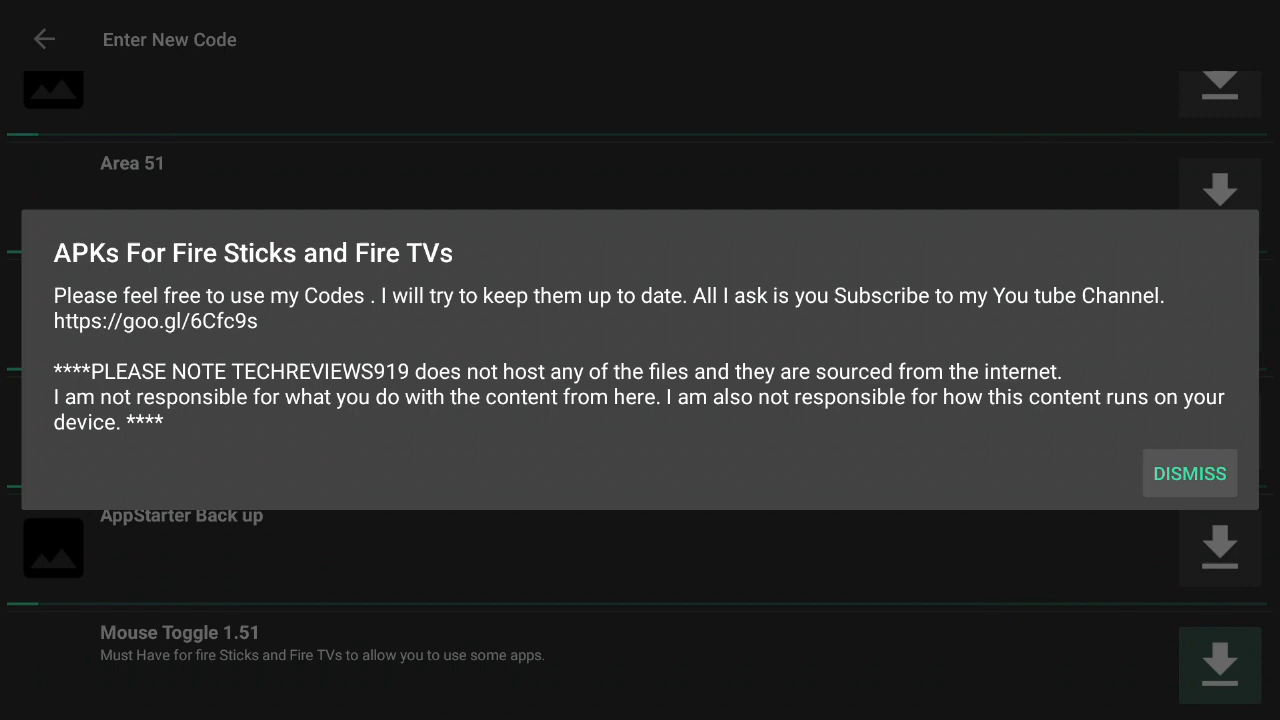 Enter New Code
Area 51
APKs For Fire Sticks and Fire TVs
Please feel free to use my Codes . I will try to keep them up to date. All I ask is you Subscribe to my You tube Channel.
https://goo.gl/6Cfc9s
****PLEASE NOTE TECHREVIEWS919 does not host any of the files and they are sourced from the internet.
I am not responsible for what you do with the content from here. I am also not responsible for how this content runs on your
device. ****
DISMISS
AppStarter Back up
Mouse Toggle 1.51
Must Have for fire Sticks and Fire TVs to allow you to use some apps.